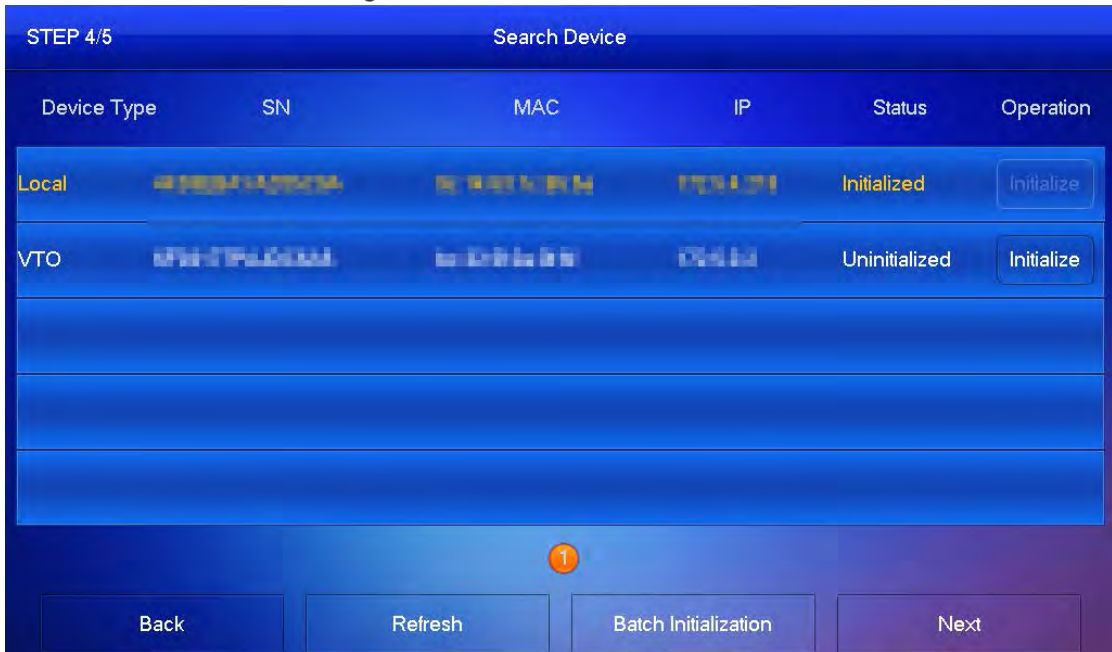 STEP 4/5 Search Device
Device Type SN MAC IP Status Operation
Local Initialized Initialize
VTO Uninitialized Initialize
1
Back Refresh Batch Initialization Next